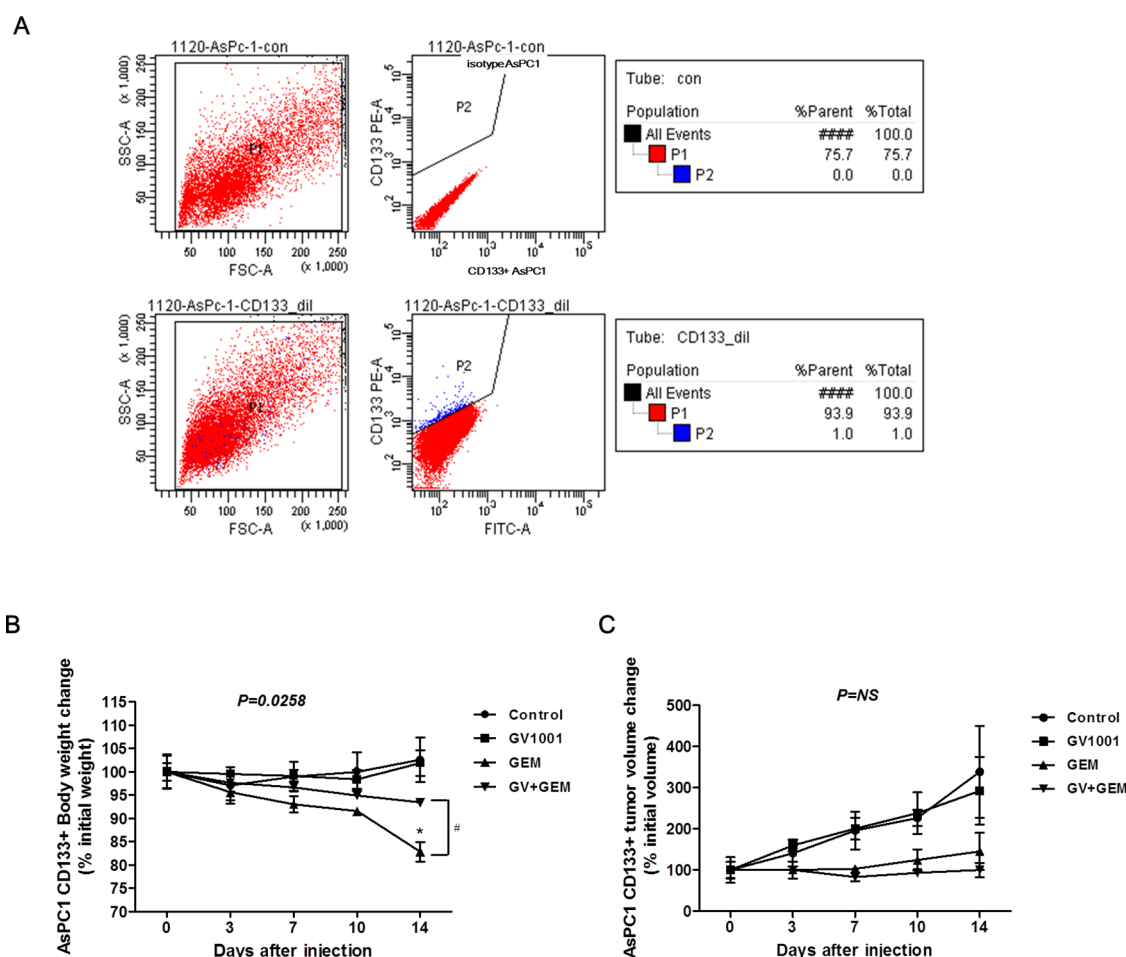 A
1120-AsPc-1-con
SSC-A
(x 1,000)
250
200
150
100
50
P1
50 100 150 200 250
FSC-A
(x 1,000)
1120-AsPc-1-con
isotypeAsPC1
CD133 PE-A
10^5
10^4
10^3
10^2
P2
10^2 10^3 10^4 10^5
CD133+ AsPC1
Tube: con
Population %Parent %Total
All Events #### 100.0
P1 75.7 75.7
P2 0.0 0.0
1120-AsPc-1-CD133_dil
SSC-A
(x 1,000)
250
200
150
100
50
P1
50 100 150 200 250
FSC-A
(x 1,000)
1120-AsPc-1-CD133_dil
CD133 PE-A
10^5
10^4
10^3
10^2
P2
10^2 10^3 10^4 10^5
FITC-A
Tube: CD133_dil
Population %Parent %Total
All Events #### 100.0
P1 93.9 93.9
P2 1.0 1.0
B
AsPC1 CD133+ Body weight change
(% initial weight)
P=0.0258
115
110
105
100
95
90
85
80
75
70
*
#
0 3 7 10 14
Days after injection
Control
GV1001
GEM
GV+GEM
C
AsPC1 CD133+ tumor volume change
(% initial volume)
P=NS
500
400
300
200
100
0
0 3 7 10 14
Days after injection
Control
GV1001
GEM
GV+GEM